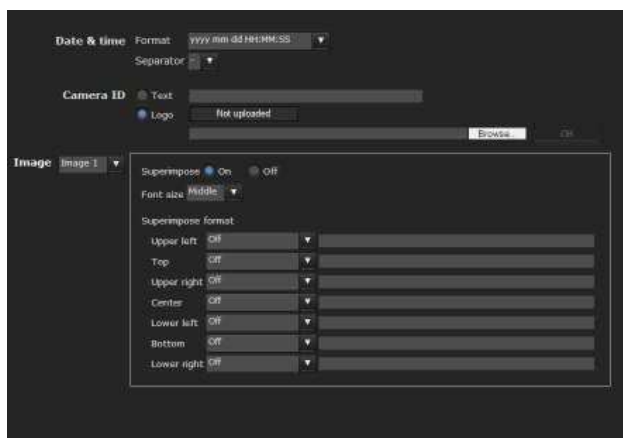 Date & time Format yyyy mm dd HH:MM:SS
Separator -
Camera ID Text
Logo Not uploaded
Browse... OK
Image Image 1
Superimpose On Off
Font size Middle
Superimpose format
Upper left Off
Top Off
Upper right Off
Center Off
Lower left Off
Bottom Off
Lower right Off